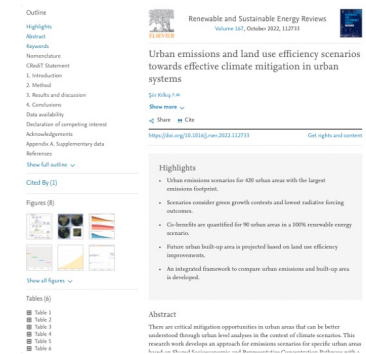 Outline
Highlights
Abstract
Keywords
Nomenclature
CRediT Statement
1. Introduction
2. Method
3. Results and discussion
4. Conclusions
Data availability
Declaration of competing interest
Acknowledgements
Appendix A. Supplementary data
References
Show full outline
Cited By (1)
Figures (8)
Show all figures
Tables (6)
Table 1
Table 2
Table 3
Table 4
Table 5
Table 6
ELSEVIER
Renewable and Sustainable Energy Reviews
Volume 167, October 2022, 112733
Urban emissions and land use efficiency scenarios
towards effective climate mitigation in urban
systems
Şiir Kılkış
Show more
Share Cite
https://doi.org/10.1016/j.rser.2022.112733
Get rights and content
Highlights
• Urban emissions scenarios for 420 urban areas with the largest
emissions footprint.
• Scenarios consider green growth contexts and lowest radiative forcing
outcomes.
• Co-benefits are quantified for 90 urban areas in a 100% renewable energy
scenario.
• Future urban built-up area is projected based on land use efficiency
improvements.
• An integrated framework to compare urban emissions and built-up area
is developed.
Abstract
There are critical mitigation opportunities in urban areas that can be better
understood through urban level analyses in the context of climate scenarios. This
research work develops an approach for emissions scenarios for specific urban areas
based on Shared Socioeconomic and Representative Concentration Pathways with a